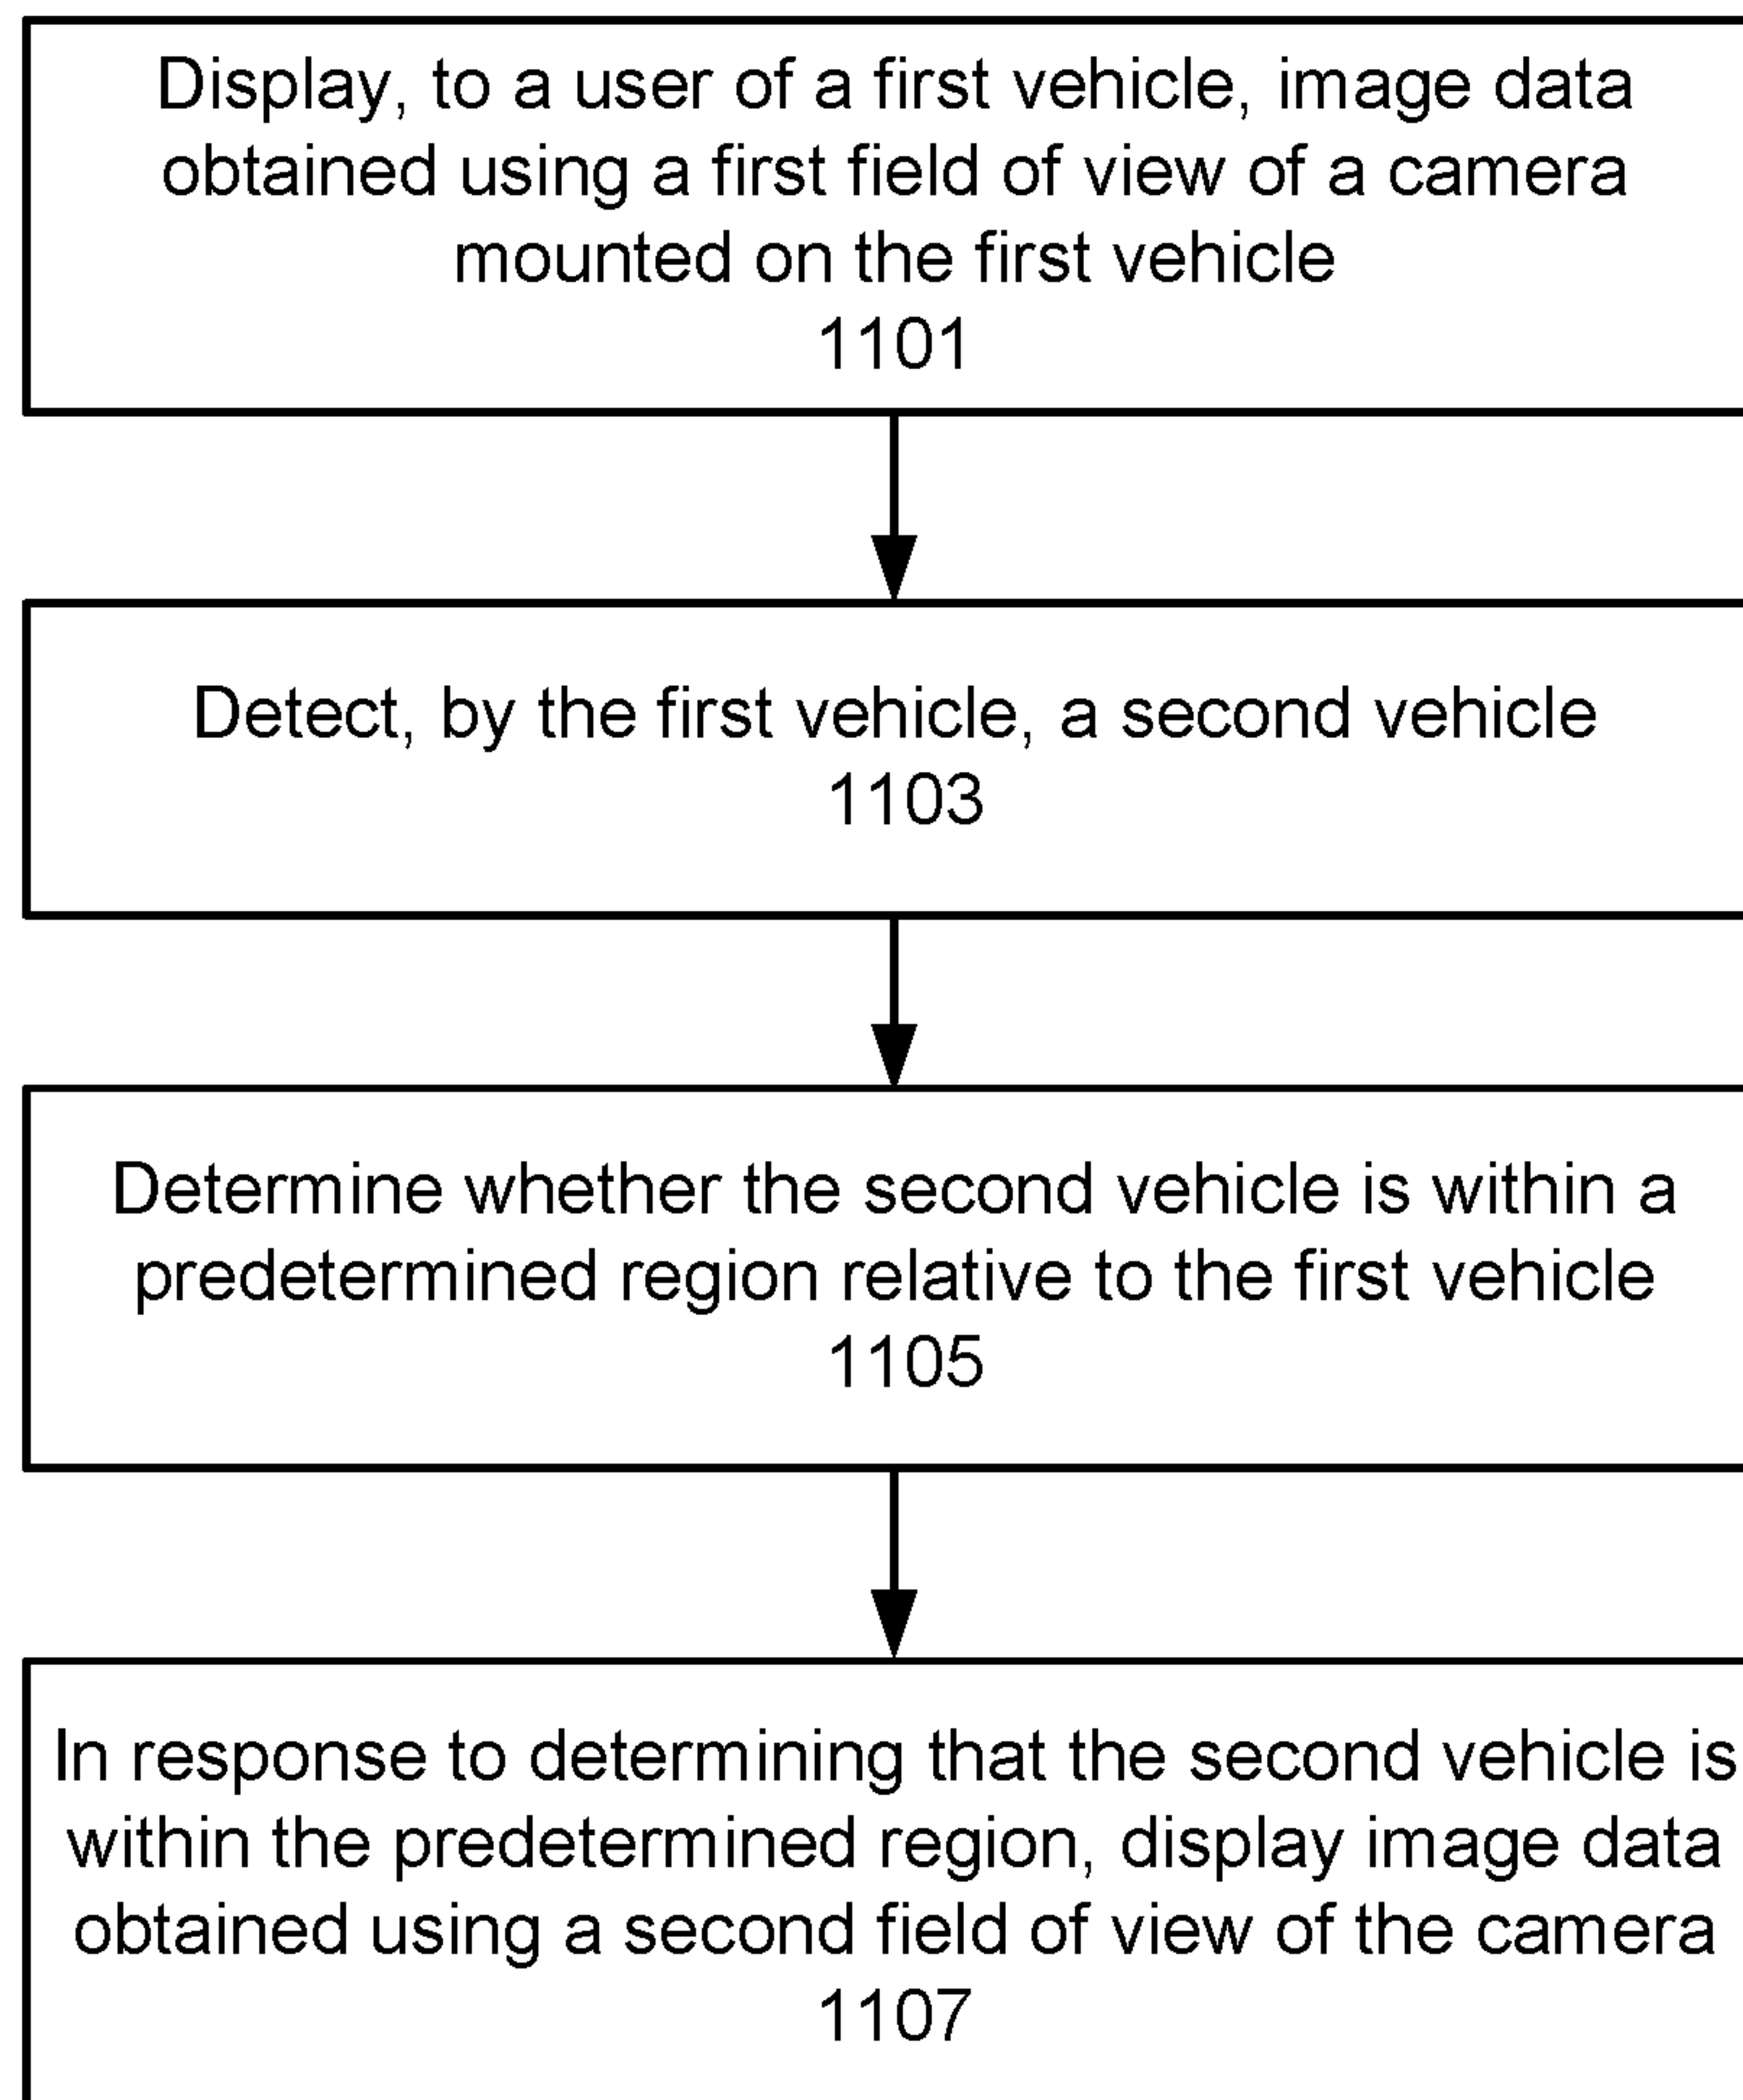 Display, to a user of a first vehicle, image data
obtained using a first field of view of a camera
mounted on the first vehicle
1101
Detect, by the first vehicle, a second vehicle
1103
Determine whether the second vehicle is within a
predetermined region relative to the first vehicle
1105
In response to determining that the second vehicle is
within the predetermined region, display image data
obtained using a second field of view of the camera
1107